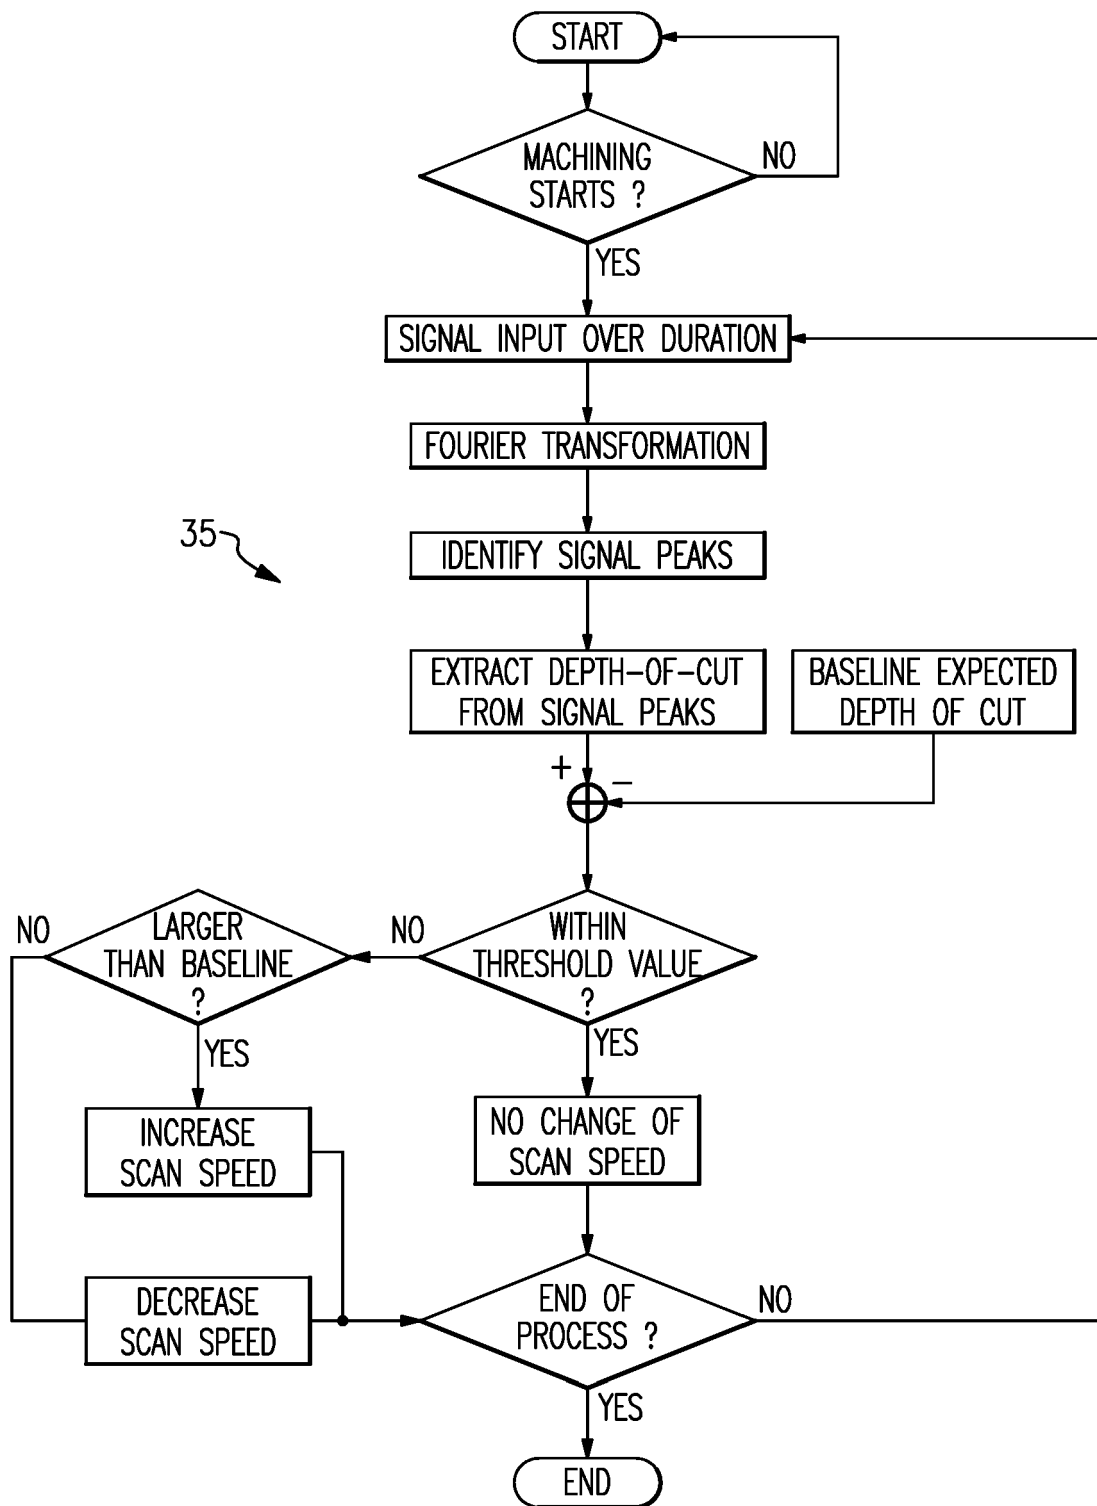 START
MACHINING
STARTS ?
NO
YES
SIGNAL INPUT OVER DURATION
FOURIER TRANSFORMATION
35
IDENTIFY SIGNAL PEAKS
EXTRACT DEPTH-OF-CUT
FROM SIGNAL PEAKS
BASELINE EXPECTED
DEPTH OF CUT
+
−
WITHIN
THRESHOLD VALUE
?
NO
LARGER
THAN BASELINE
?
NO
YES
YES
INCREASE
SCAN SPEED
NO CHANGE OF
SCAN SPEED
DECREASE
SCAN SPEED
END OF
PROCESS ?
NO
YES
END